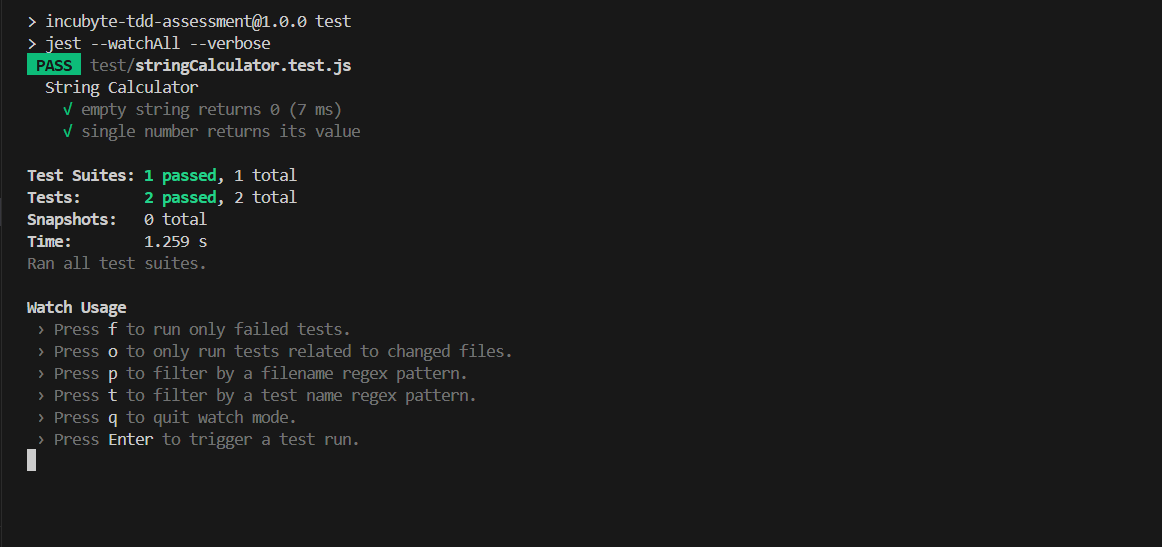 > incubyte-tdd-assessment@1.0.0 test
> jest --watchAll --verbose
PASS test/stringCalculator.test.js
String Calculator
√ empty string returns 0 (7 ms)
√ single number returns its value
Test Suites: 1 passed, 1 total
Tests: 2 passed, 2 total
Snapshots: 0 total
Time: 1.259 s
Ran all test suites.
Watch Usage
› Press f to run only failed tests.
› Press o to only run tests related to changed files.
› Press p to filter by a filename regex pattern.
› Press t to filter by a test name regex pattern.
› Press q to quit watch mode.
› Press Enter to trigger a test run.